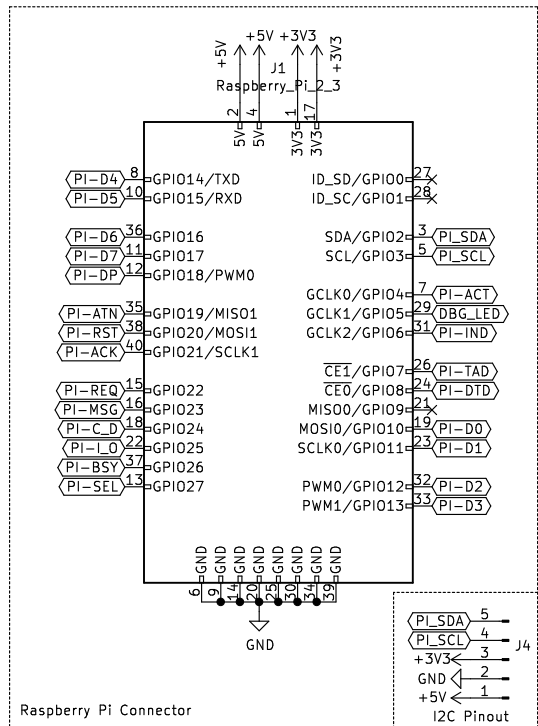 +5V +5V +3V3 +3V3
J1
Raspberry_Pi_2_3
2 4 1 17
5V 5V 3V3 3V3
PI-D4 8 GPIO14/TXD ID_SD/GPIO0 27
PI-D5 10 GPIO15/RXD ID_SC/GPIO1 28
PI-D6 36 GPIO16 SDA/GPIO2 3 PI_SDA
PI-D7 11 GPIO17 SCL/GPIO3 5 PI_SCL
PI-DP 12 GPIO18/PWM0
GCLK0/GPIO4 7 PI-ACT
PI-ATN 35 GPIO19/MISO1 GCLK1/GPIO5 29 DBG_LED
PI-RST 38 GPIO20/MOSI1 GCLK2/GPIO6 31 PI-IND
PI-ACK 40 GPIO21/SCLK1
CE1/GPIO7 26 PI-TAD
PI-REQ 15 GPIO22 CE0/GPIO8 24 PI-DTD
PI-MSG 16 GPIO23 MISO0/GPIO9 21
PI-C_D 18 GPIO24 MOSI0/GPIO10 19 PI-D0
PI-I_O 22 GPIO25 SCLK0/GPIO11 23 PI-D1
PI-BSY 37 GPIO26
PI-SEL 13 GPIO27 PWM0/GPIO12 32 PI-D2
PWM1/GPIO13 33 PI-D3
GND GND GND GND GND GND GND GND
6 9 14 20 25 30 34 39
GND
PI_SDA 5
PI_SCL 4 J4
+3V3 3
GND 2
+5V 1
I2C Pinout
Raspberry Pi Connector